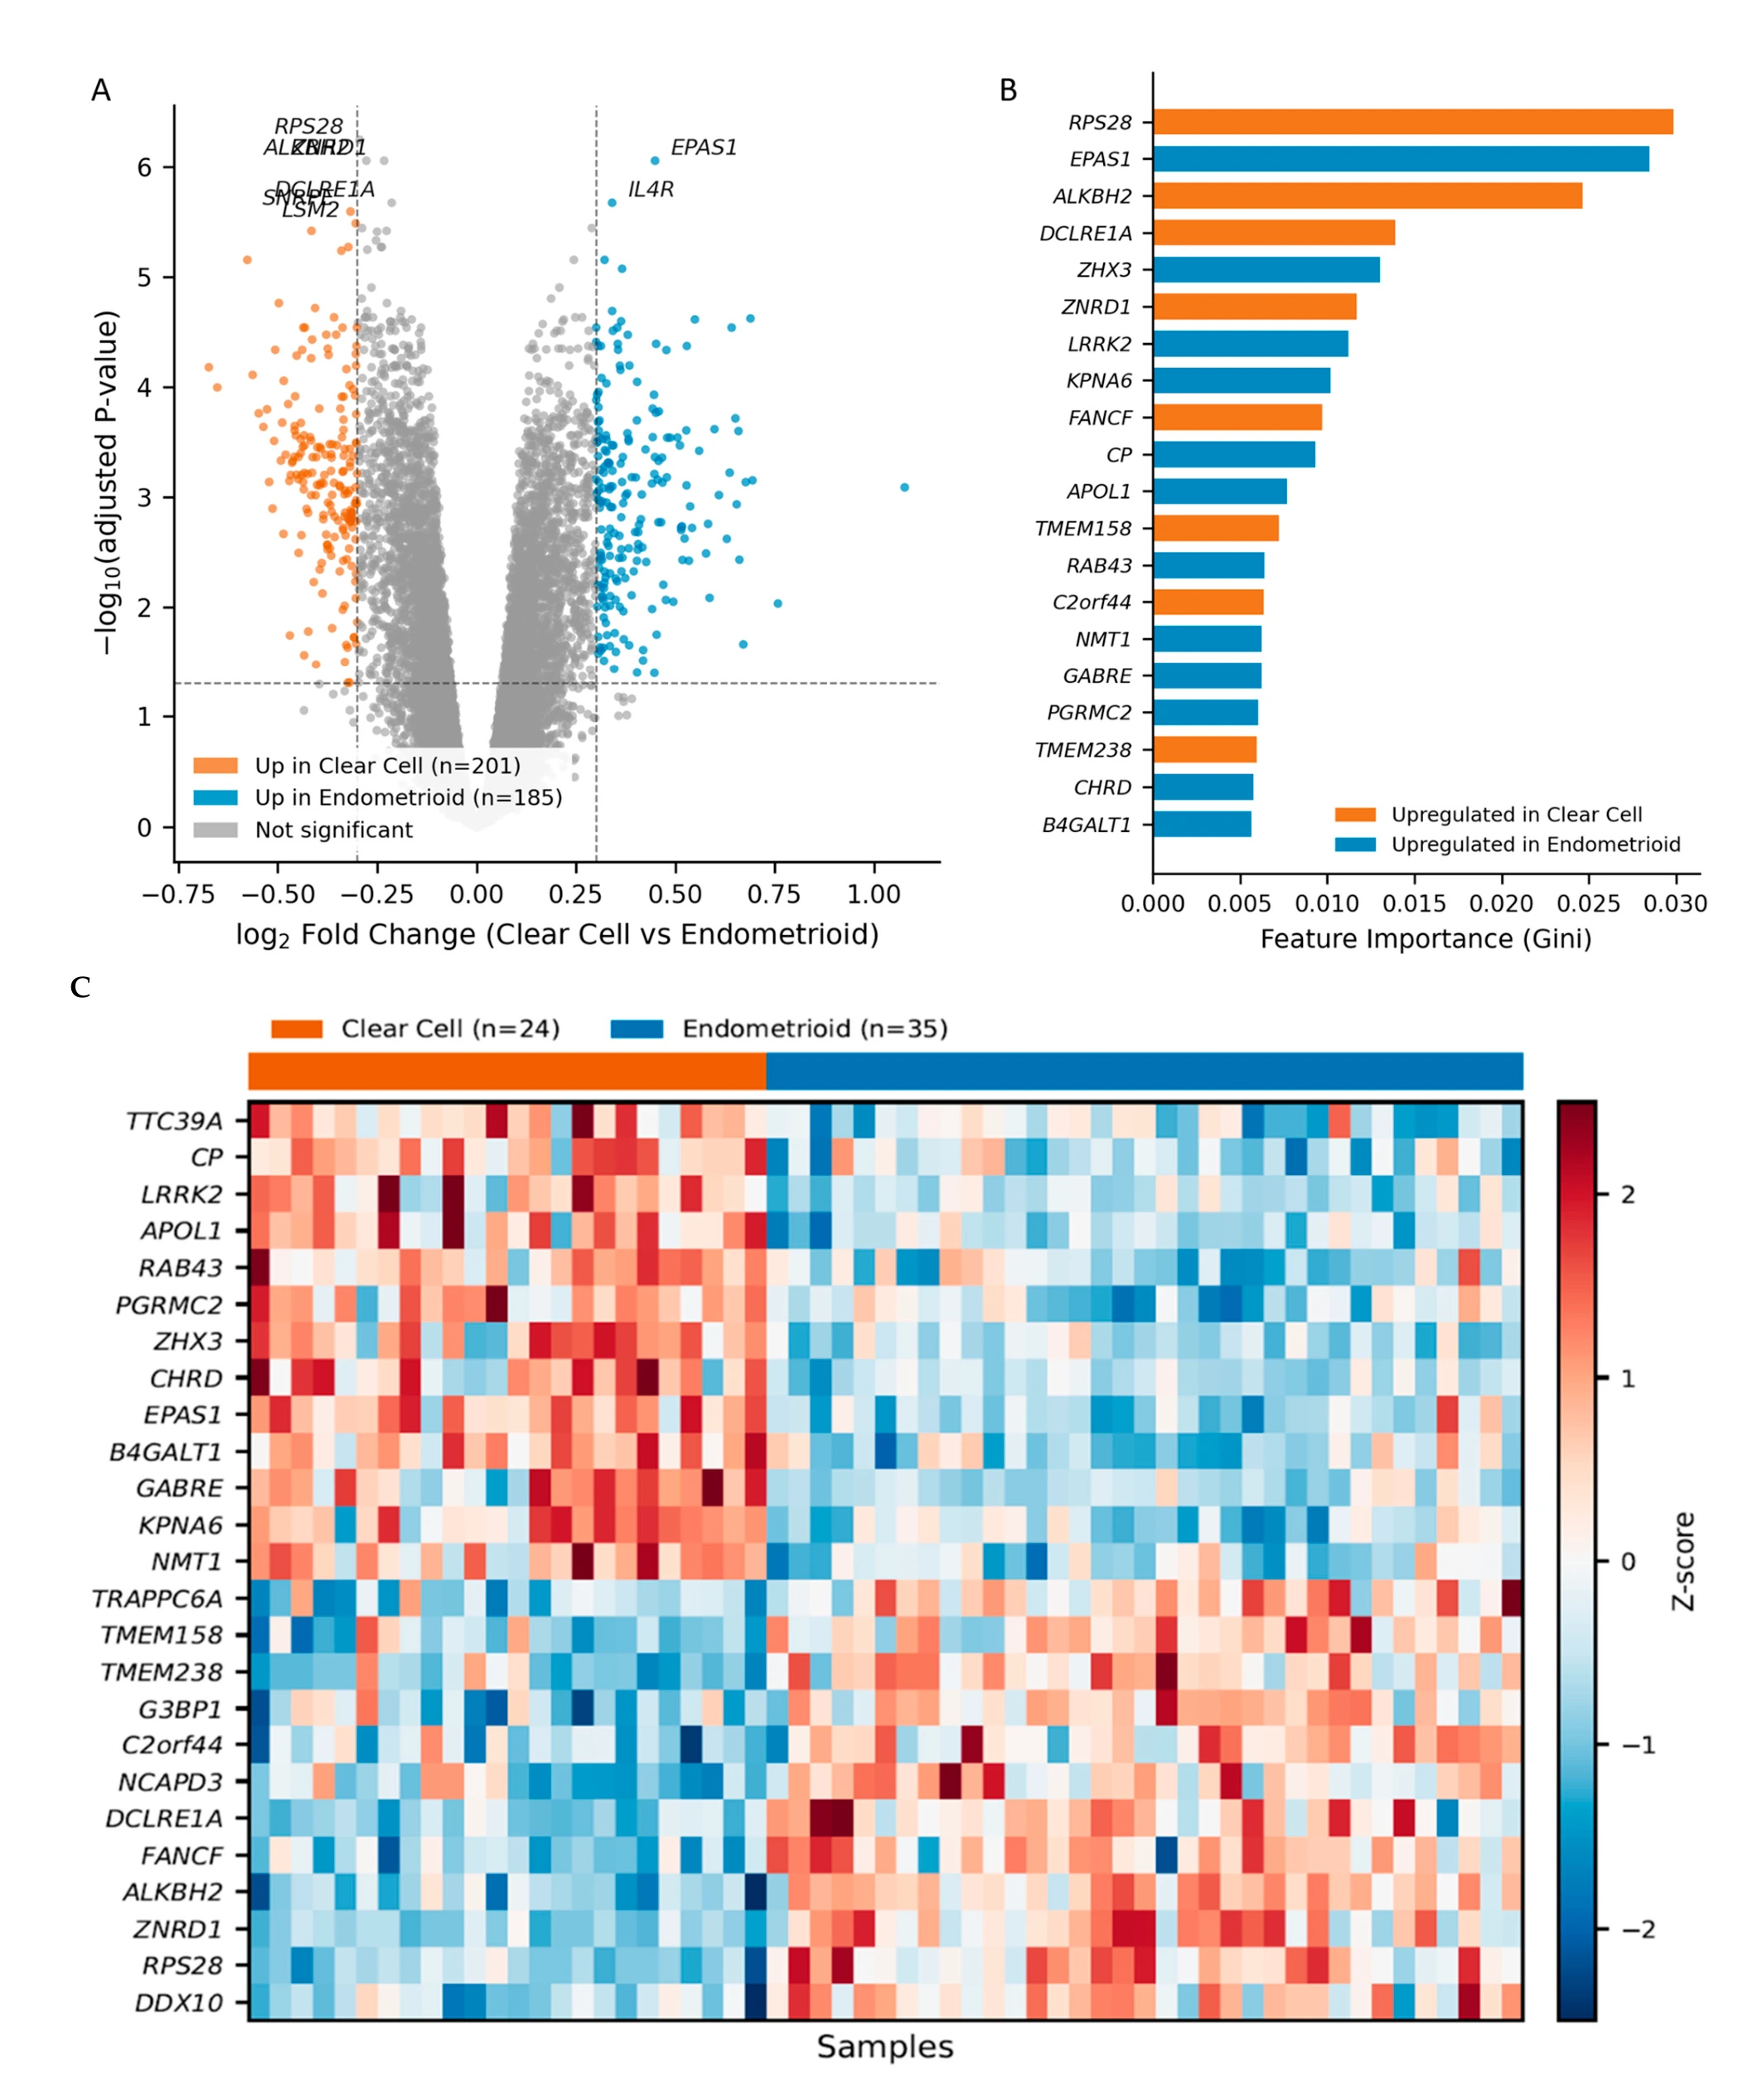 A
RPS28
ALKBH2
ZNRD1
EPAS1
DCLRE1A
IL4R
SNRPE
LSM2
6
5
4
3
2
1
0
−log10(adjusted P-value)
Up in Clear Cell (n=201)
Up in Endometrioid (n=185)
Not significant
−0.75 −0.50 −0.25 0.00 0.25 0.50 0.75 1.00
log2 Fold Change (Clear Cell vs Endometrioid)
B
RPS28
EPAS1
ALKBH2
DCLRE1A
ZHX3
ZNRD1
LRRK2
KPNA6
FANCF
CP
APOL1
TMEM158
RAB43
C2orf44
NMT1
GABRE
PGRMC2
TMEM238
CHRD
B4GALT1
Upregulated in Clear Cell
Upregulated in Endometrioid
0.000 0.005 0.010 0.015 0.020 0.025 0.030
Feature Importance (Gini)
C
Clear Cell (n=24) Endometrioid (n=35)
TTC39A
CP
LRRK2
APOL1
RAB43
PGRMC2
ZHX3
CHRD
EPAS1
B4GALT1
GABRE
KPNA6
NMT1
TRAPPC6A
TMEM158
TMEM238
G3BP1
C2orf44
NCAPD3
DCLRE1A
FANCF
ALKBH2
ZNRD1
RPS28
DDX10
Samples
2
1
0
−1
−2
Z-score